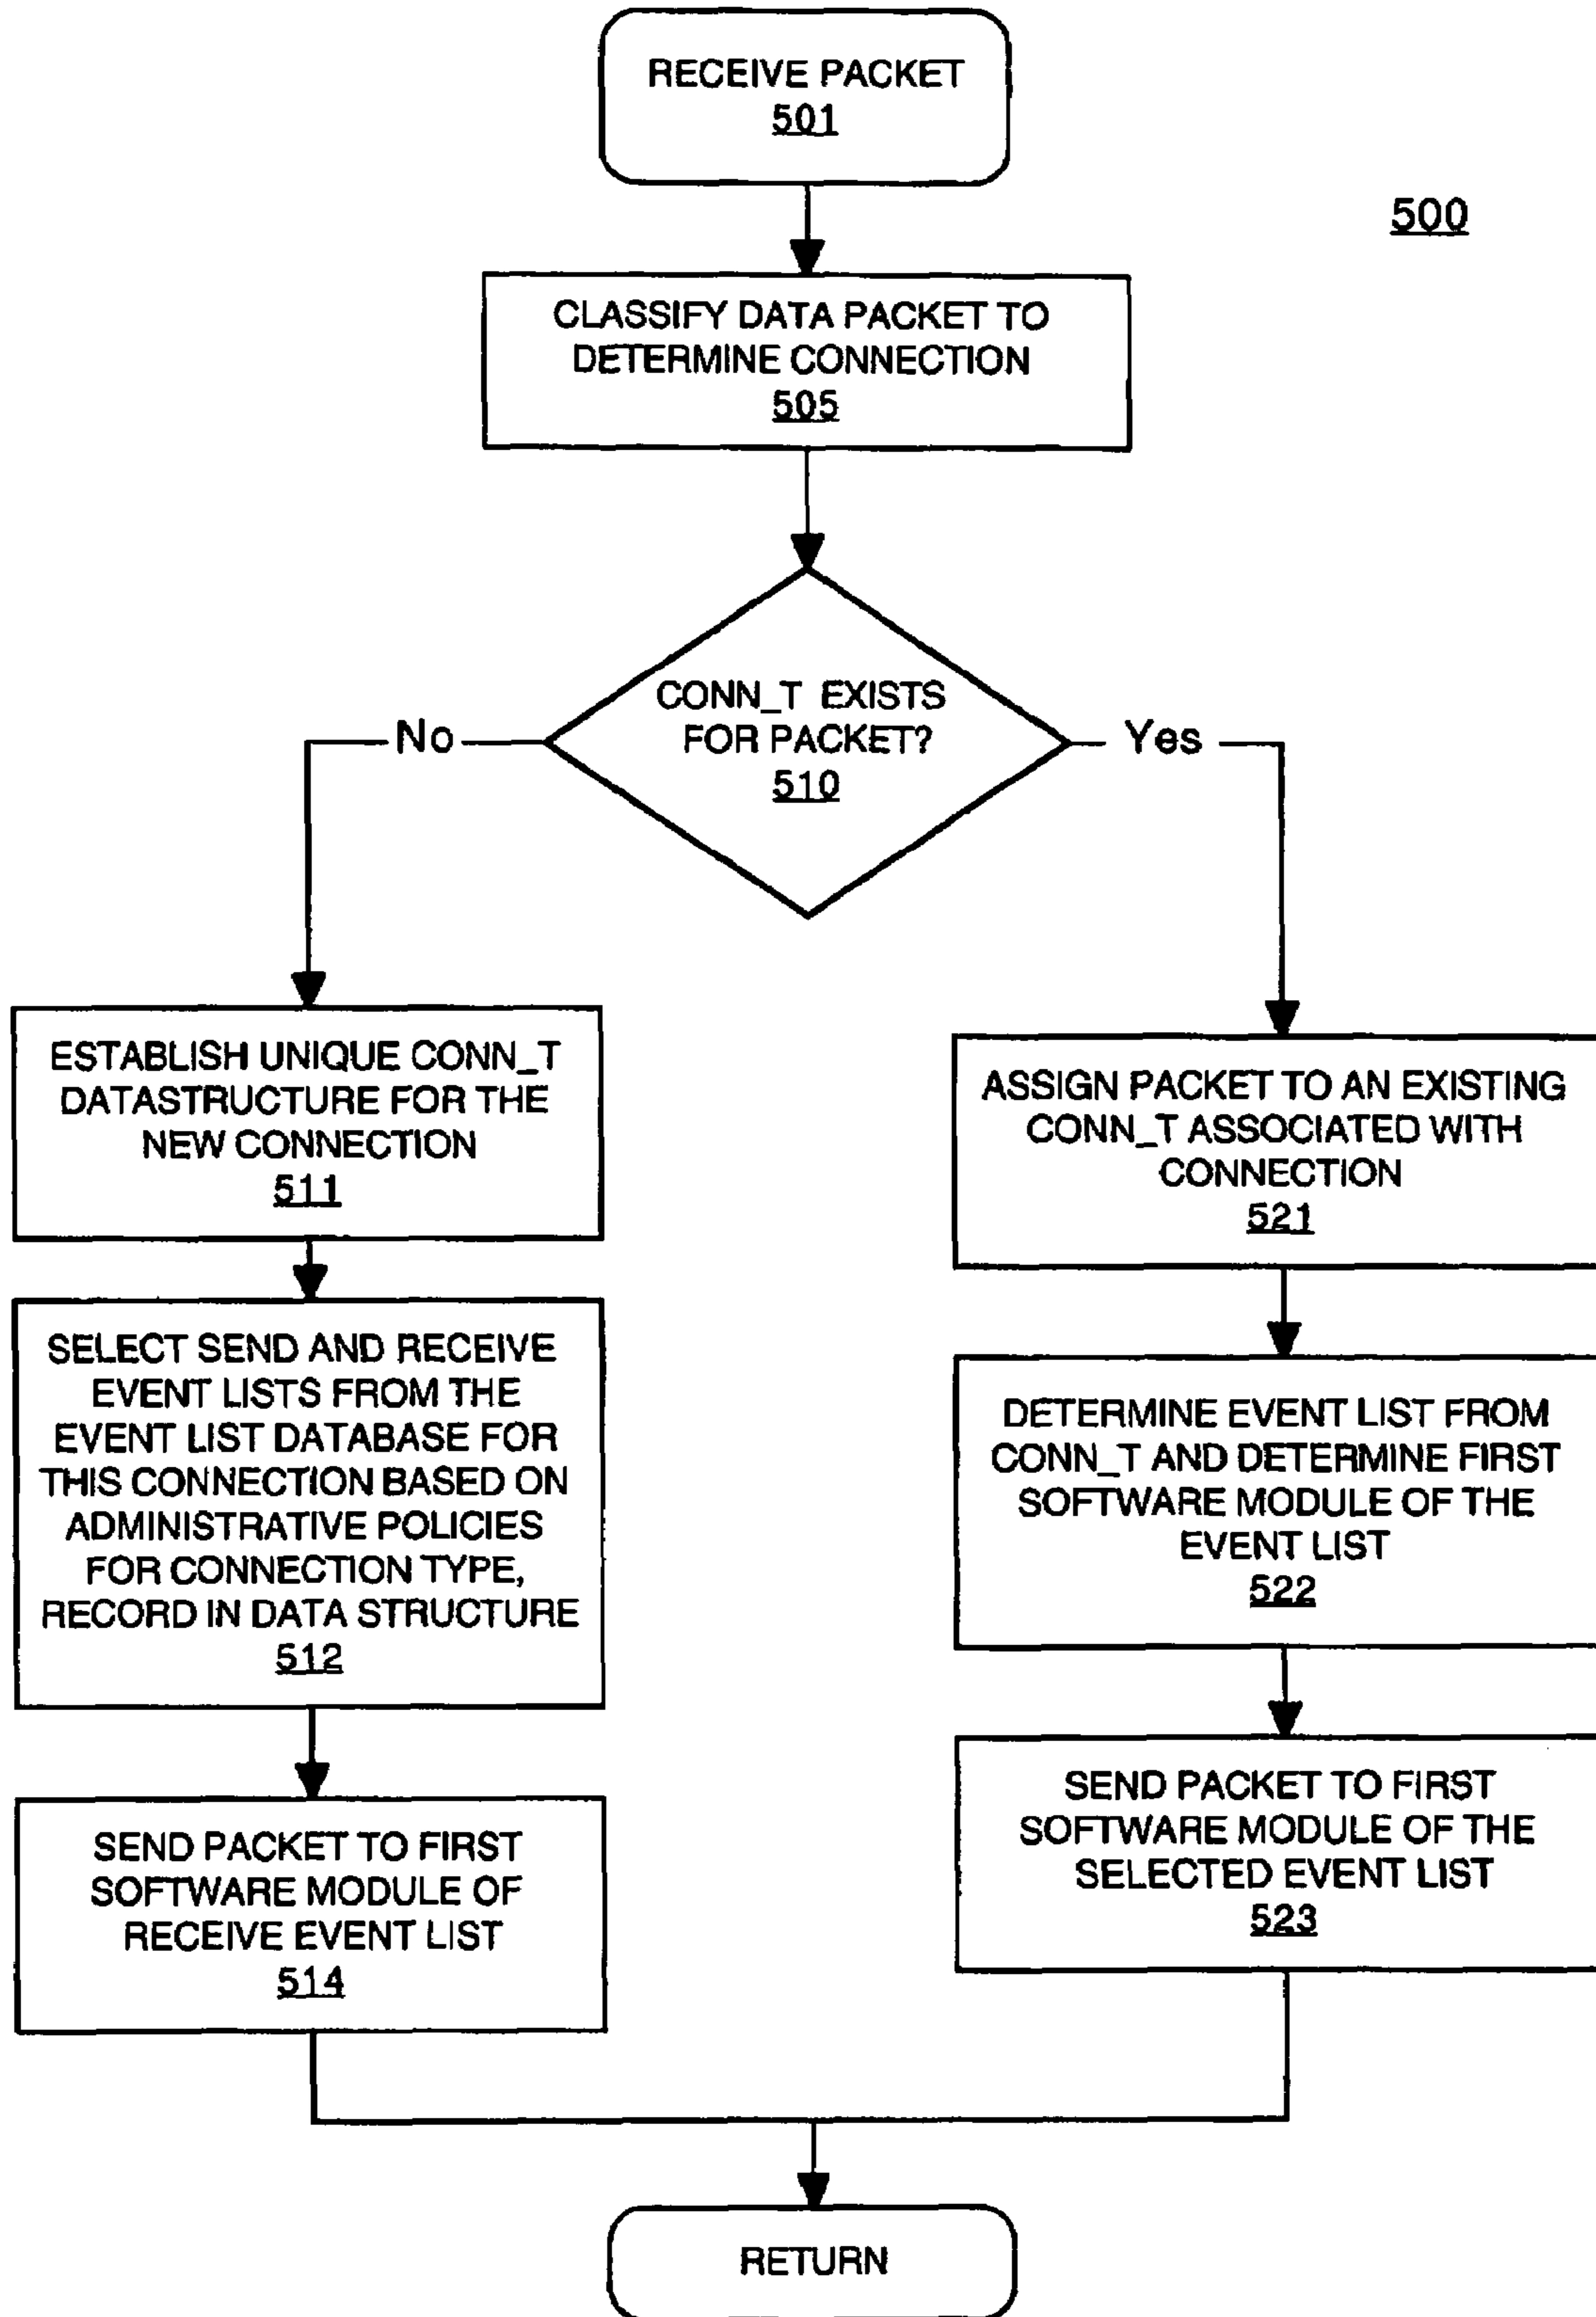 RECEIVE PACKET
501
500
CLASSIFY DATA PACKET TO
DETERMINE CONNECTION
505
CONN_T EXISTS
FOR PACKET?
510
No
Yes
ESTABLISH UNIQUE CONN_T
DATASTRUCTURE FOR THE
NEW CONNECTION
511
SELECT SEND AND RECEIVE
EVENT LISTS FROM THE
EVENT LIST DATABASE FOR
THIS CONNECTION BASED ON
ADMINISTRATIVE POLICIES
FOR CONNECTION TYPE,
RECORD IN DATA STRUCTURE
512
SEND PACKET TO FIRST
SOFTWARE MODULE OF
RECEIVE EVENT LIST
514
ASSIGN PACKET TO AN EXISTING
CONN_T ASSOCIATED WITH
CONNECTION
521
DETERMINE EVENT LIST FROM
CONN_T AND DETERMINE FIRST
SOFTWARE MODULE OF THE
EVENT LIST
522
SEND PACKET TO FIRST
SOFTWARE MODULE OF THE
SELECTED EVENT LIST
523
RETURN